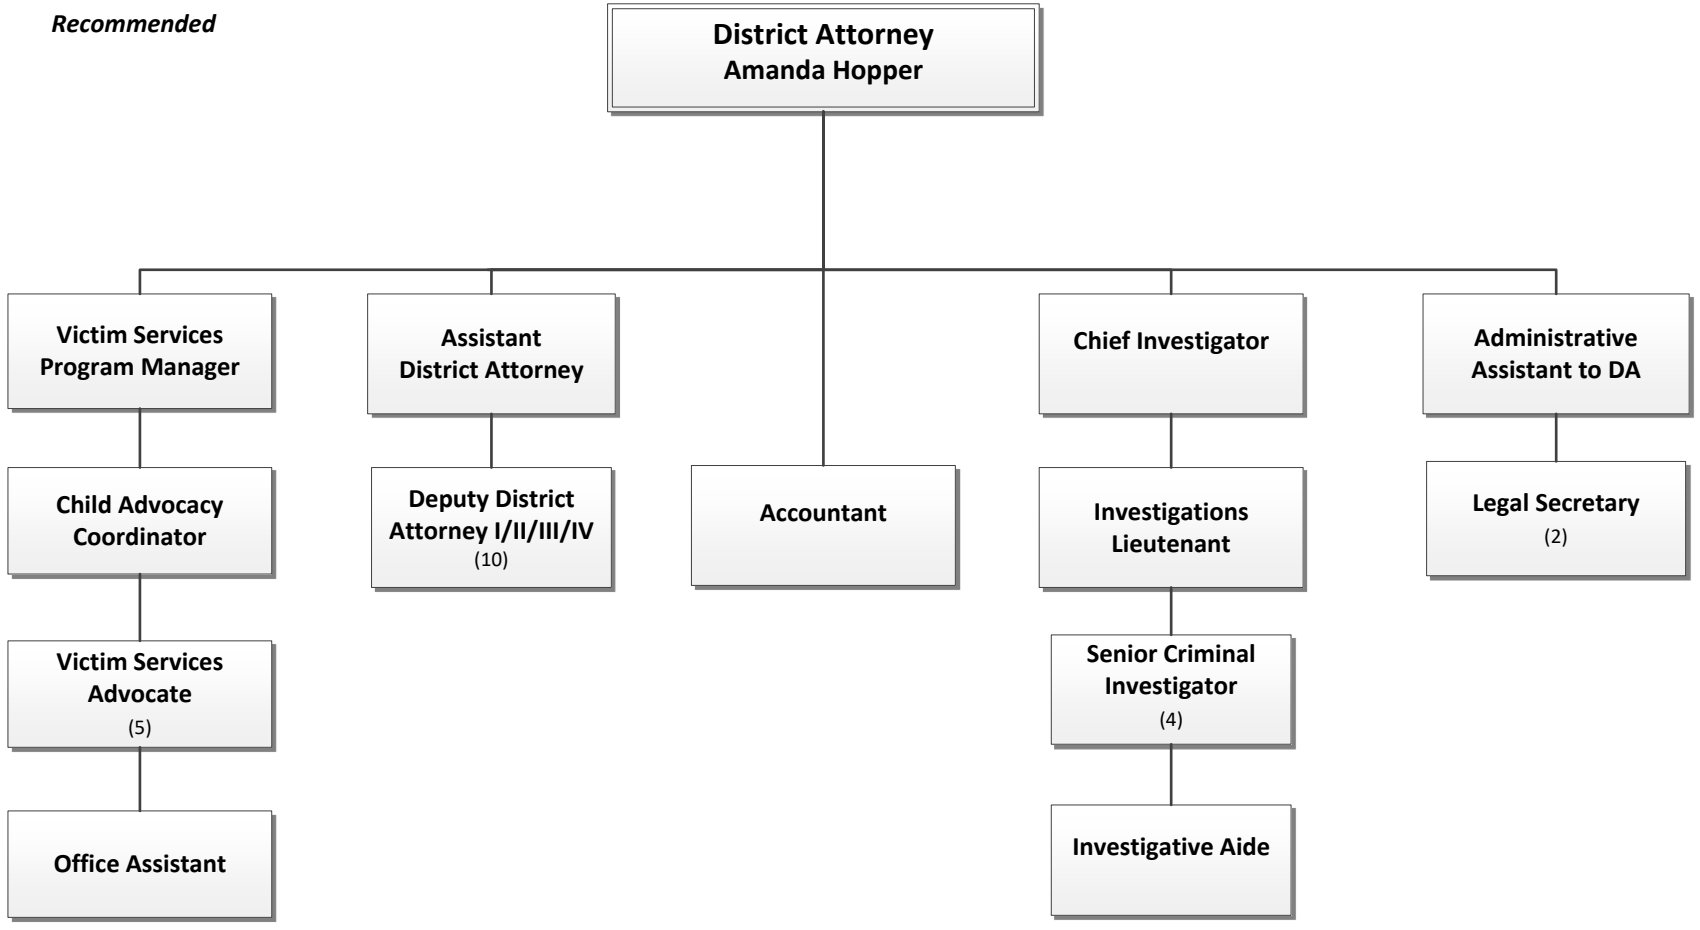 Recommended
District Attorney
Amanda Hopper
Victim Services
Program Manager
Assistant
District Attorney
Chief Investigator
Administrative
Assistant to DA
Child Advocacy
Coordinator
Deputy District
Attorney I/II/III/IV
(10)
Accountant
Investigations
Lieutenant
Legal Secretary
(2)
Victim Services
Advocate
(5)
Senior Criminal
Investigator
(4)
Office Assistant
Investigative Aide